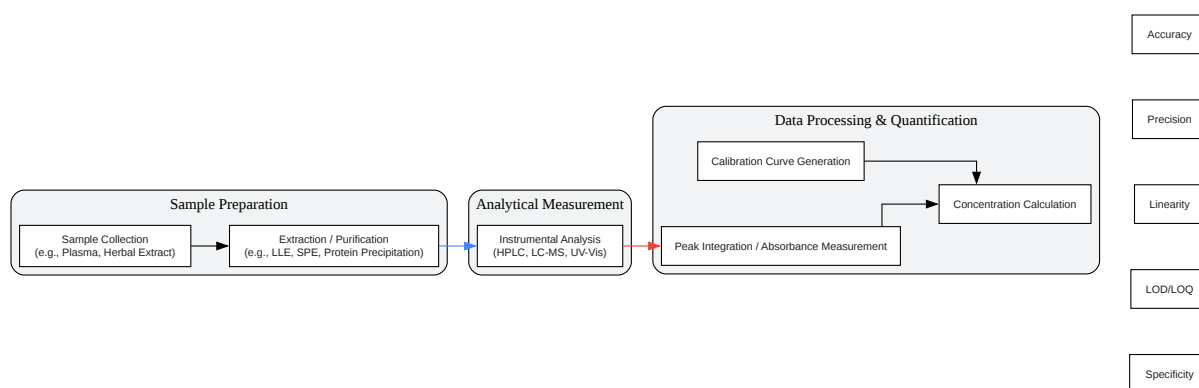 Sample Preparation
Sample Collection
(e.g., Plasma, Herbal Extract)
Extraction / Purification
(e.g., LLE, SPE, Protein Precipitation)
Analytical Measurement
Instrumental Analysis
(HPLC, LC-MS, UV-Vis)
Data Processing & Quantification
Calibration Curve Generation
Peak Integration / Absorbance Measurement
Concentration Calculation
Accuracy
Precision
Linearity
LOD/LOQ
Specificity